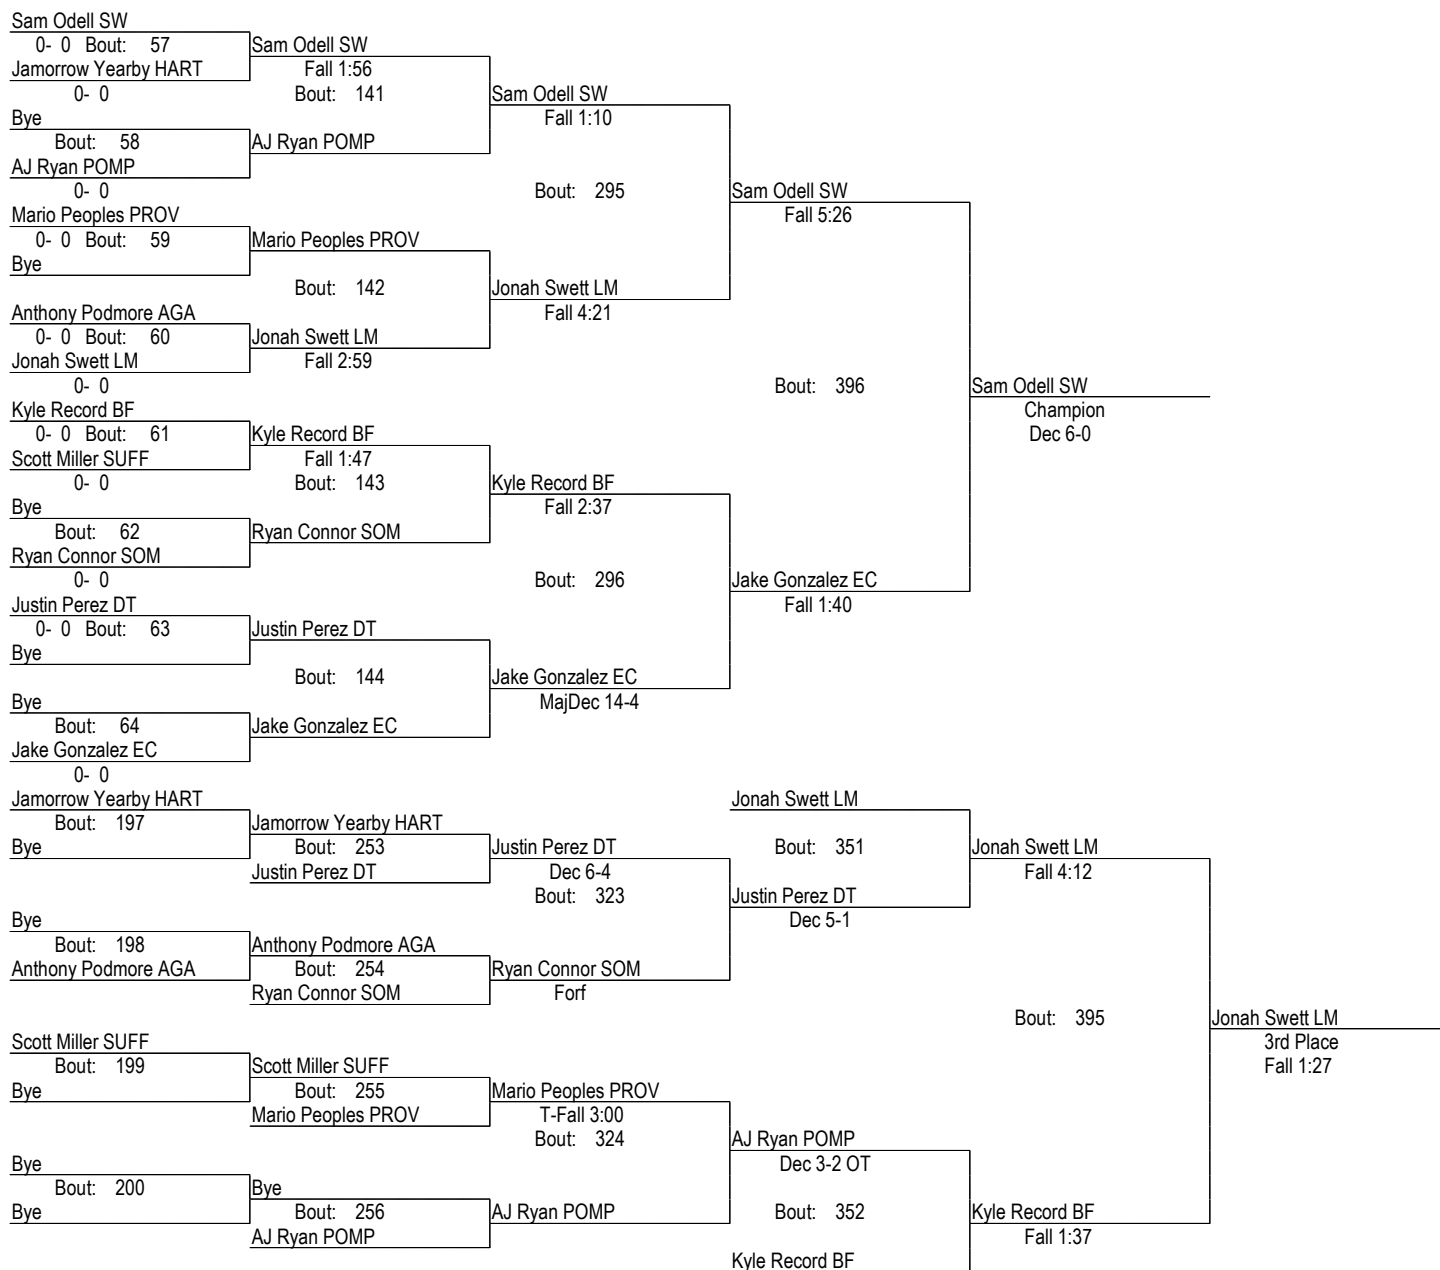 Sam Odell SW
0- 0 Bout: 57 Sam Odell SW
Jamorrow Yearby HART Fall 1:56
0- 0 Bout: 141 Sam Odell SW
Bye Fall 1:10
Bout: 58 AJ Ryan POMP
AJ Ryan POMP
0- 0 Bout: 295 Sam Odell SW
Mario Peoples PROV Fall 5:26
0- 0 Bout: 59 Mario Peoples PROV
Bye
Bout: 142 Jonah Swett LM
Anthony Podmore AGA Fall 4:21
0- 0 Bout: 60 Jonah Swett LM
Jonah Swett LM Fall 2:59
0- 0 Bout: 396 Sam Odell SW
Kyle Record BF Champion
0- 0 Bout: 61 Kyle Record BF Dec 6-0
Scott Miller SUFF Fall 1:47
0- 0 Bout: 143 Kyle Record BF
Bye Fall 2:37
Bout: 62 Ryan Connor SOM
Ryan Connor SOM
0- 0 Bout: 296 Jake Gonzalez EC
Justin Perez DT Fall 1:40
0- 0 Bout: 63 Justin Perez DT
Bye
Bout: 144 Jake Gonzalez EC
Bye MajDec 14-4
Bout: 64 Jake Gonzalez EC
Jake Gonzalez EC
0- 0
Jamorrow Yearby HART Jonah Swett LM
Bout: 197 Jamorrow Yearby HART
Bye Bout: 253 Justin Perez DT Bout: 351 Jonah Swett LM
Justin Perez DT Dec 6-4 Fall 4:12
Bout: 323 Justin Perez DT
Bye Dec 5-1
Bout: 198 Anthony Podmore AGA
Anthony Podmore AGA Bout: 254 Ryan Connor SOM
Ryan Connor SOM Forf
Bout: 395 Jonah Swett LM
Scott Miller SUFF 3rd Place
Bout: 199 Scott Miller SUFF Fall 1:27
Bye Bout: 255 Mario Peoples PROV
Mario Peoples PROV T-Fall 3:00
Bout: 324 AJ Ryan POMP
Bye Dec 3-2 OT
Bout: 200 Bye
Bye Bout: 256 AJ Ryan POMP Bout: 352 Kyle Record BF
AJ Ryan POMP Fall 1:37
Kyle Record BF